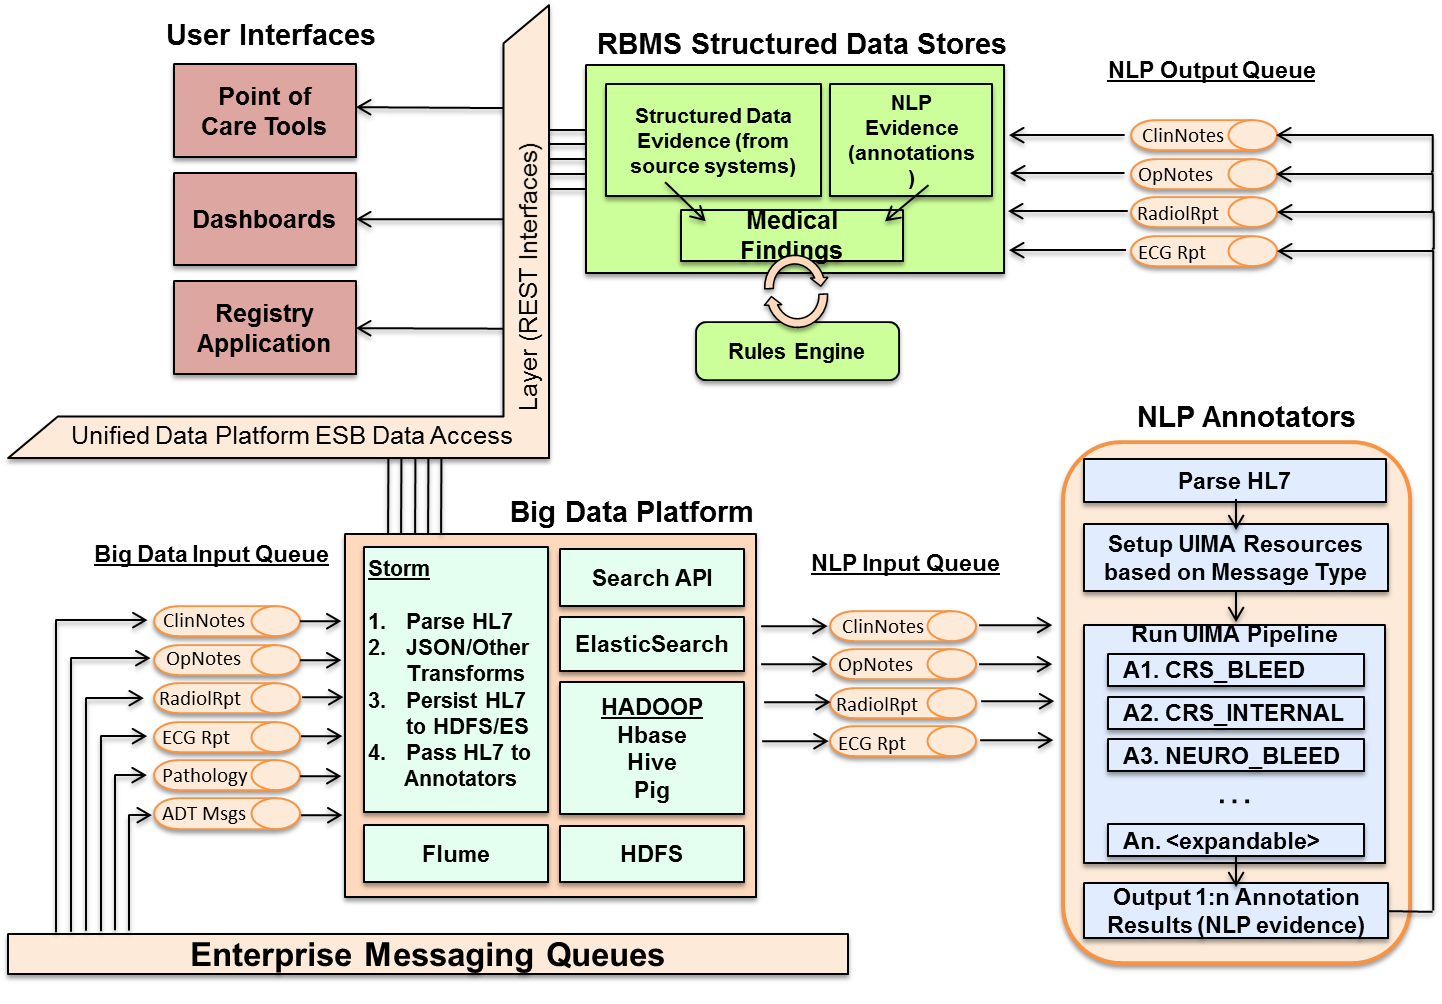 User Interfaces
Point of
Care Tools
Dashboards
Registry
Application
Layer (REST Interfaces)
Unified Data Platform ESB Data Access
RBMS Structured Data Stores
Structured Data
Evidence (from
source systems)
NLP
Evidence
(annotations
)
Medical
Findings
Rules Engine
NLP Output Queue
ClinNotes
OpNotes
RadiolRpt
ECG Rpt
Big Data Input Queue
ClinNotes
OpNotes
RadiolRpt
ECG Rpt
Pathology
ADT Msgs
Big Data Platform
Storm
1. Parse HL7
2. JSON/Other
Transforms
3. Persist HL7
to HDFS/ES
4. Pass HL7 to
Annotators
Flume
Search API
ElasticSearch
HADOOP
Hbase
Hive
Pig
HDFS
NLP Input Queue
ClinNotes
OpNotes
RadiolRpt
ECG Rpt
NLP Annotators
Parse HL7
Setup UIMA Resources
based on Message Type
Run UIMA Pipeline
A1. CRS_BLEED
A2. CRS_INTERNAL
A3. NEURO_BLEED
. . .
An. <expandable>
Output 1:n Annotation
Results (NLP evidence)
Enterprise Messaging Queues